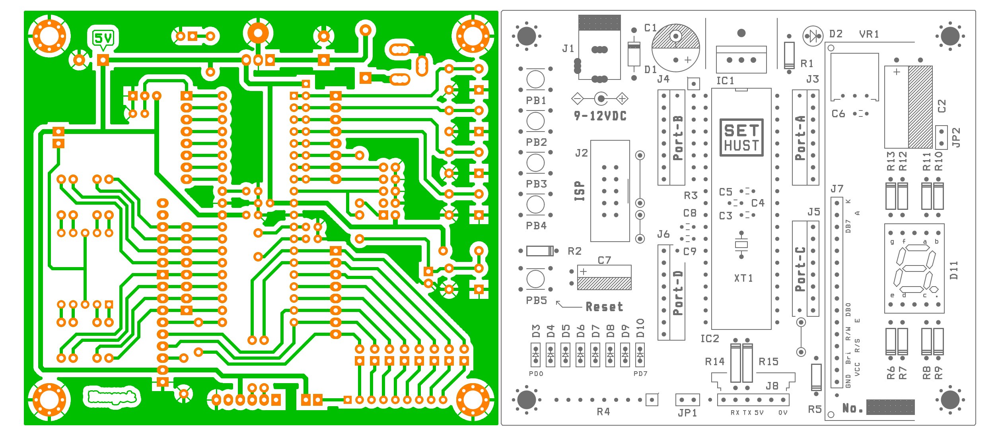 5V
J1
C1
D1
D2
VR1
R1
J4
IC1
J3
PB1
9-12VDC
C6
C2
Port-B
SET
HUST
Port-A
JP2
PB2
J2
R13
R12
R11
R10
PB3
ISP
R3
C5
C4
J7
K
A
C8
C3
J5
PB4
DB7
J6
C9
R2
C7
g f a b
Port-D
XT1
Port-C
D11
PB5
e d c .
Reset
DB0
E
D3
D4
D5
D6
D7
D8
D9
D10
IC2
R/W
R/S
R14
R15
Bri
VCC
GND
PD0
PD7
R6
R7
R8
R9
J8
R4
JP1
RX TX 5V 0V
R5
No.